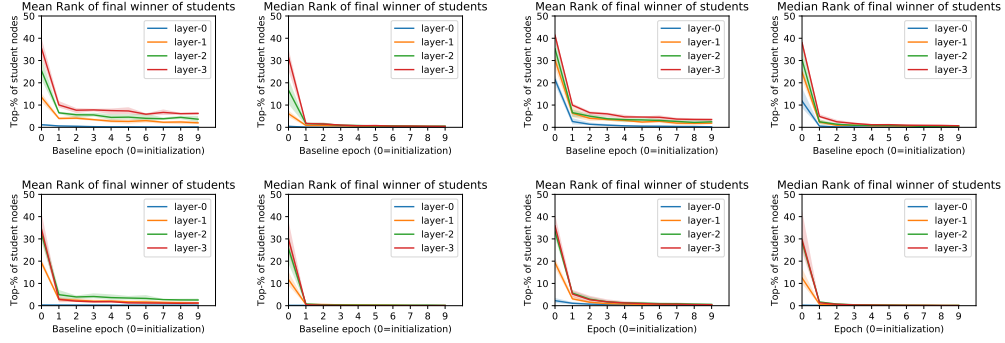 Mean Rank of final winner of students
Top-% of student nodes
50
40
30
20
10
0
layer-0
layer-1
layer-2
layer-3
0 1 2 3 4 5 6 7 8 9
Baseline epoch (0=initialization)
Median Rank of final winner of students
Top-% of student nodes
50
40
30
20
10
0
layer-0
layer-1
layer-2
layer-3
0 1 2 3 4 5 6 7 8 9
Baseline epoch (0=initialization)
Mean Rank of final winner of students
Top-% of student nodes
50
40
30
20
10
0
layer-0
layer-1
layer-2
layer-3
0 1 2 3 4 5 6 7 8 9
Baseline epoch (0=initialization)
Median Rank of final winner of students
Top-% of student nodes
50
40
30
20
10
0
layer-0
layer-1
layer-2
layer-3
0 1 2 3 4 5 6 7 8 9
Baseline epoch (0=initialization)
Mean Rank of final winner of students
Top-% of student nodes
50
40
30
20
10
0
layer-0
layer-1
layer-2
layer-3
0 1 2 3 4 5 6 7 8 9
Baseline epoch (0=initialization)
Median Rank of final winner of students
Top-% of student nodes
50
40
30
20
10
0
layer-0
layer-1
layer-2
layer-3
0 1 2 3 4 5 6 7 8 9
Baseline epoch (0=initialization)
Mean Rank of final winner of students
Top-% of student nodes
50
40
30
20
10
0
layer-0
layer-1
layer-2
layer-3
0 1 2 3 4 5 6 7 8 9
Epoch (0=initialization)
Median Rank of final winner of students
Top-% of student nodes
50
40
30
20
10
0
layer-0
layer-1
layer-2
layer-3
0 1 2 3 4 5 6 7 8 9
Epoch (0=initialization)